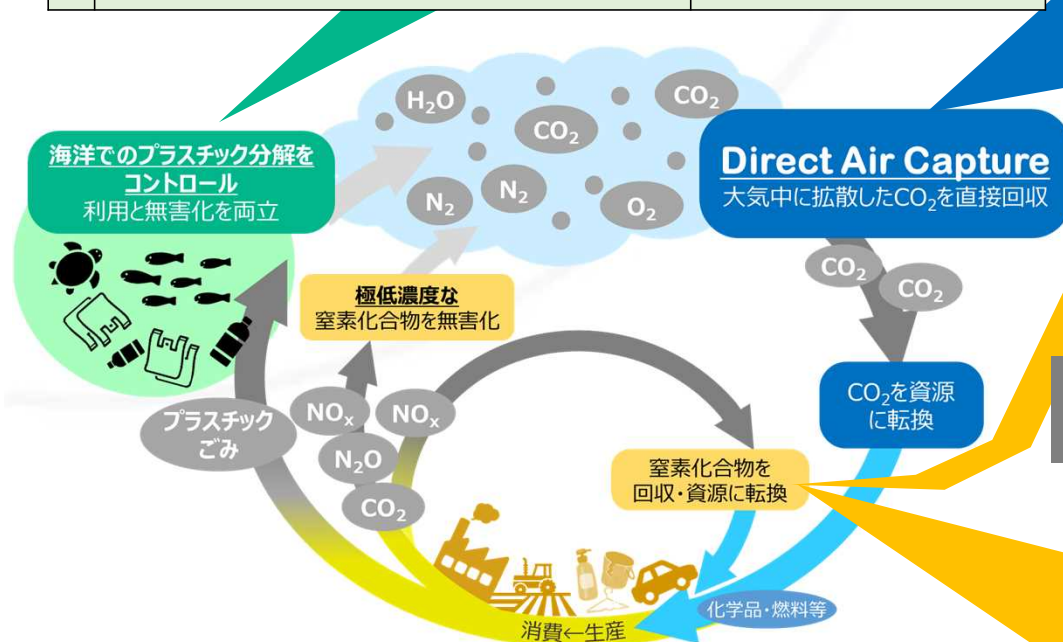 H₂O
CO₂
CO₂
N₂
N₂
O₂
海洋でのプラスチック分解を
コントロール
利用と無害化を両立
Direct Air Capture
大気中に拡散したCO₂を直接回収
CO₂
CO₂
極低濃度な
窒素化合物を無害化
CO₂を資源
に転換
プラスチック
ごみ
NOₓ
NOₓ
N₂O
CO₂
窒素化合物を
回収・資源に転換
化学品・燃料等
消費←生産